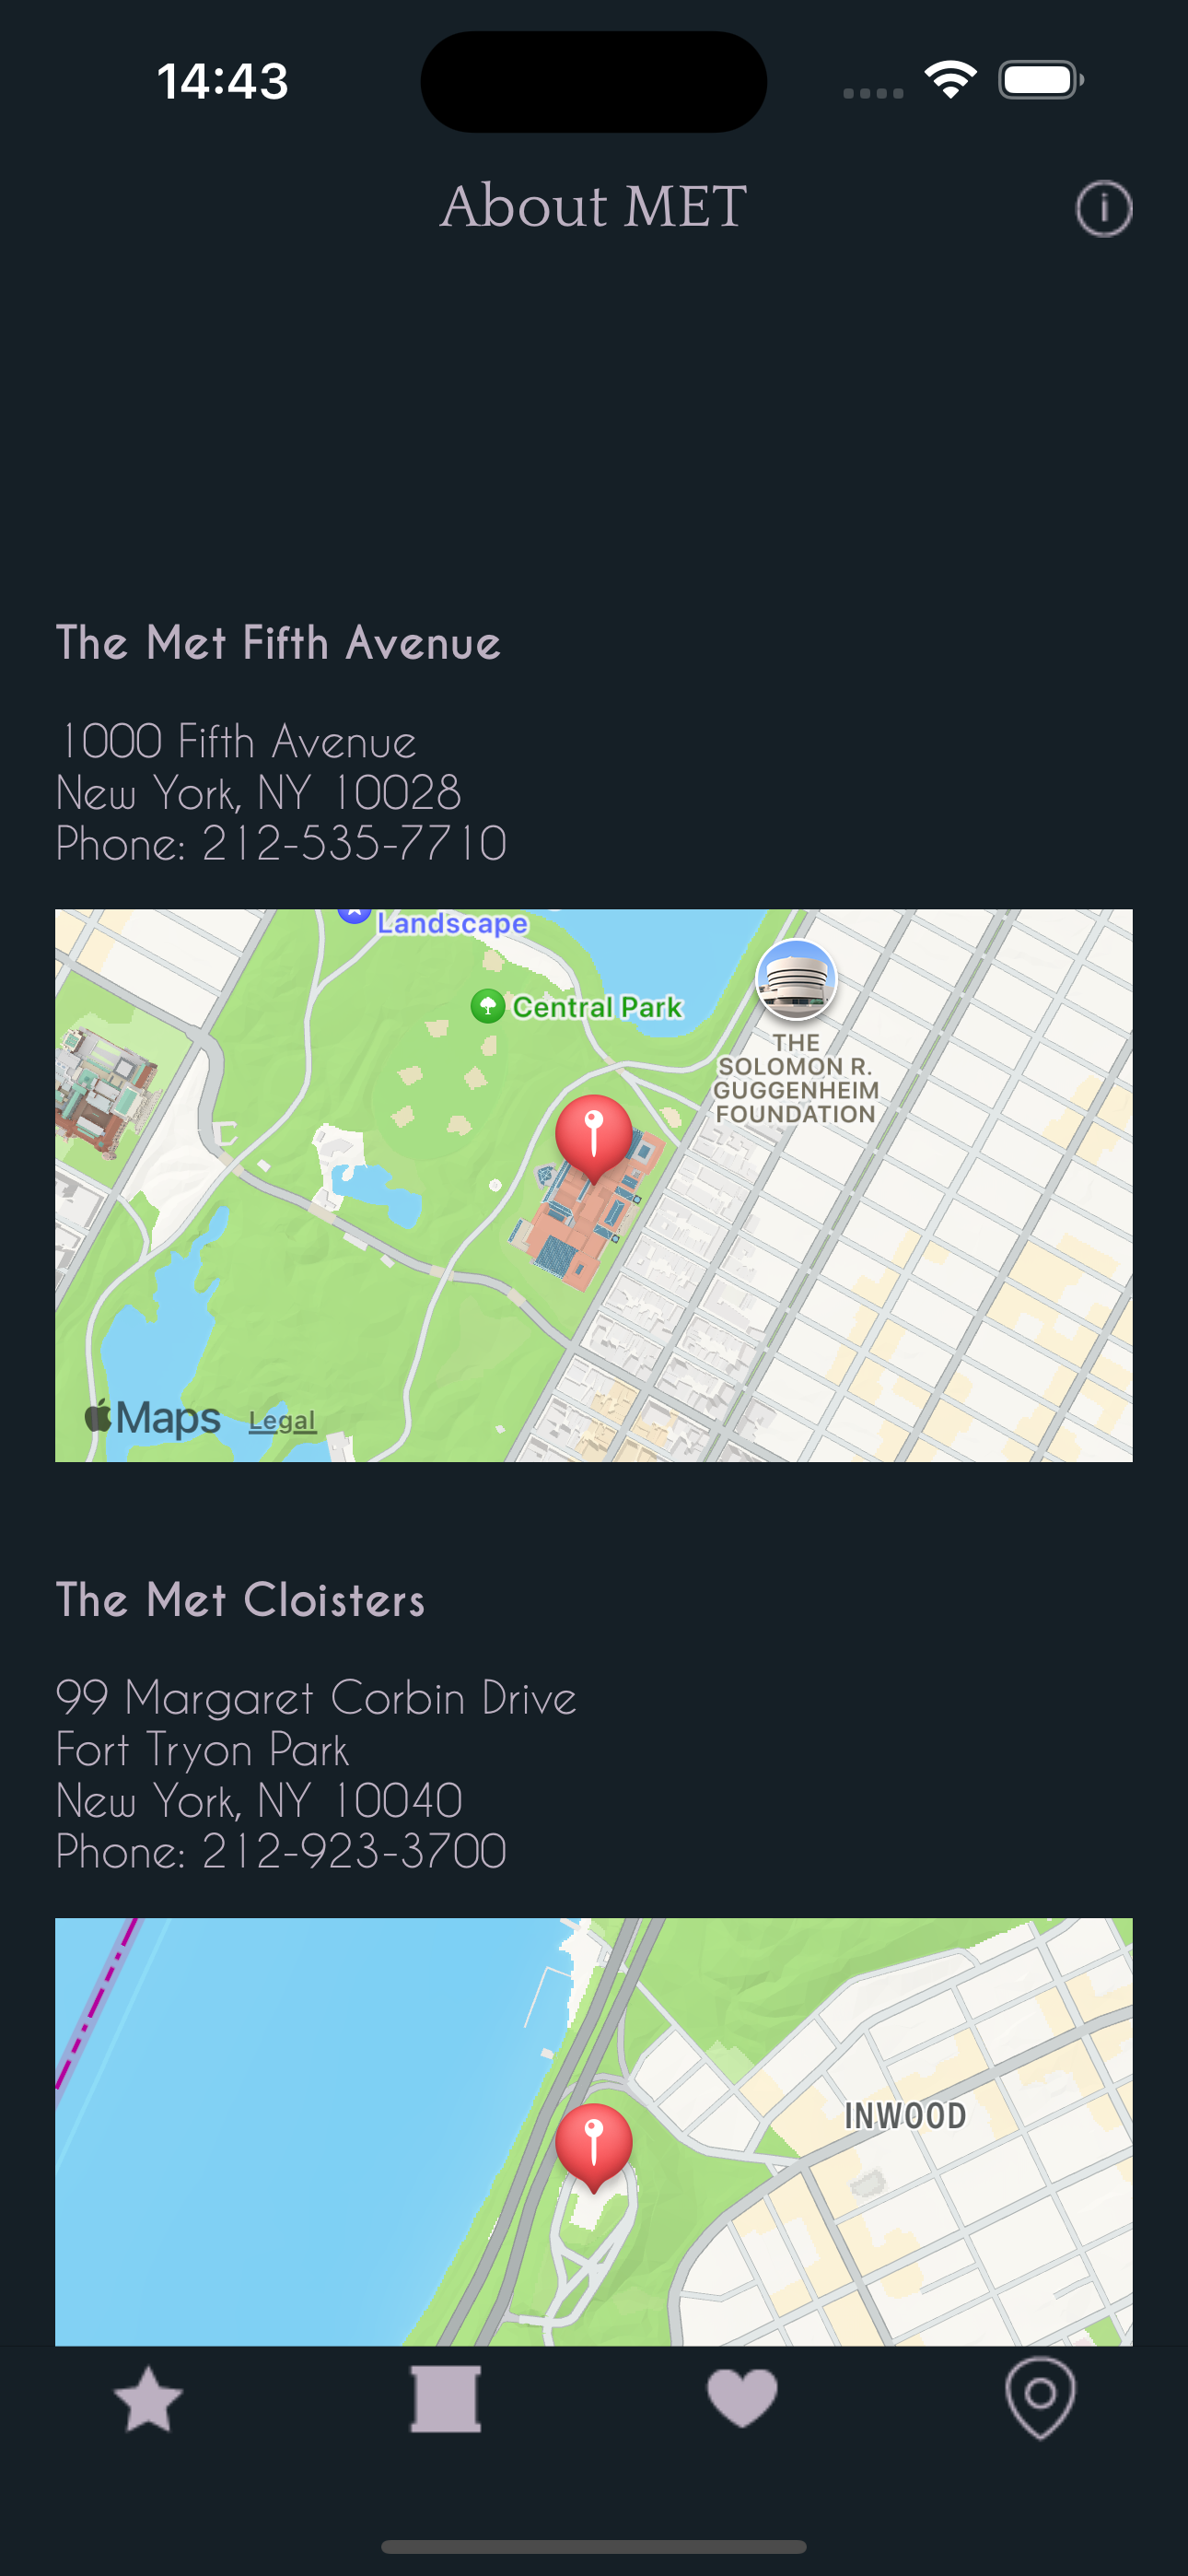 14:43
About MET
The Met Fifth Avenue
1000 Fifth Avenue
New York, NY 10028
Phone: 212-535-7710
Landscape
Central Park
THE
SOLOMON R.
GUGGENHEIM
FOUNDATION
Maps Legal
The Met Cloisters
99 Margaret Corbin Drive
Fort Tryon Park
New York, NY 10040
Phone: 212-923-3700
INWOOD